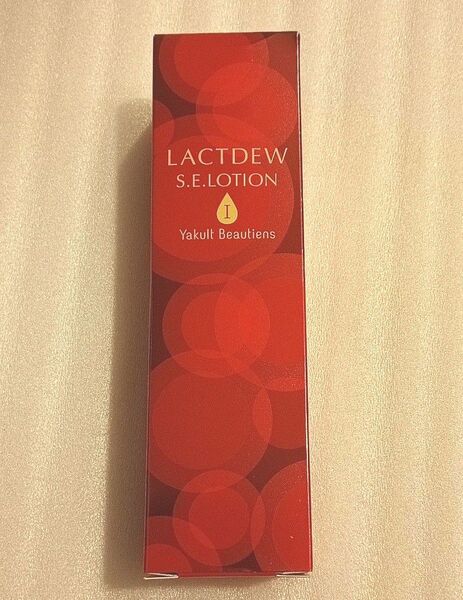 LACTDEW
S.E.LOTION
I
Yakult Beautiens